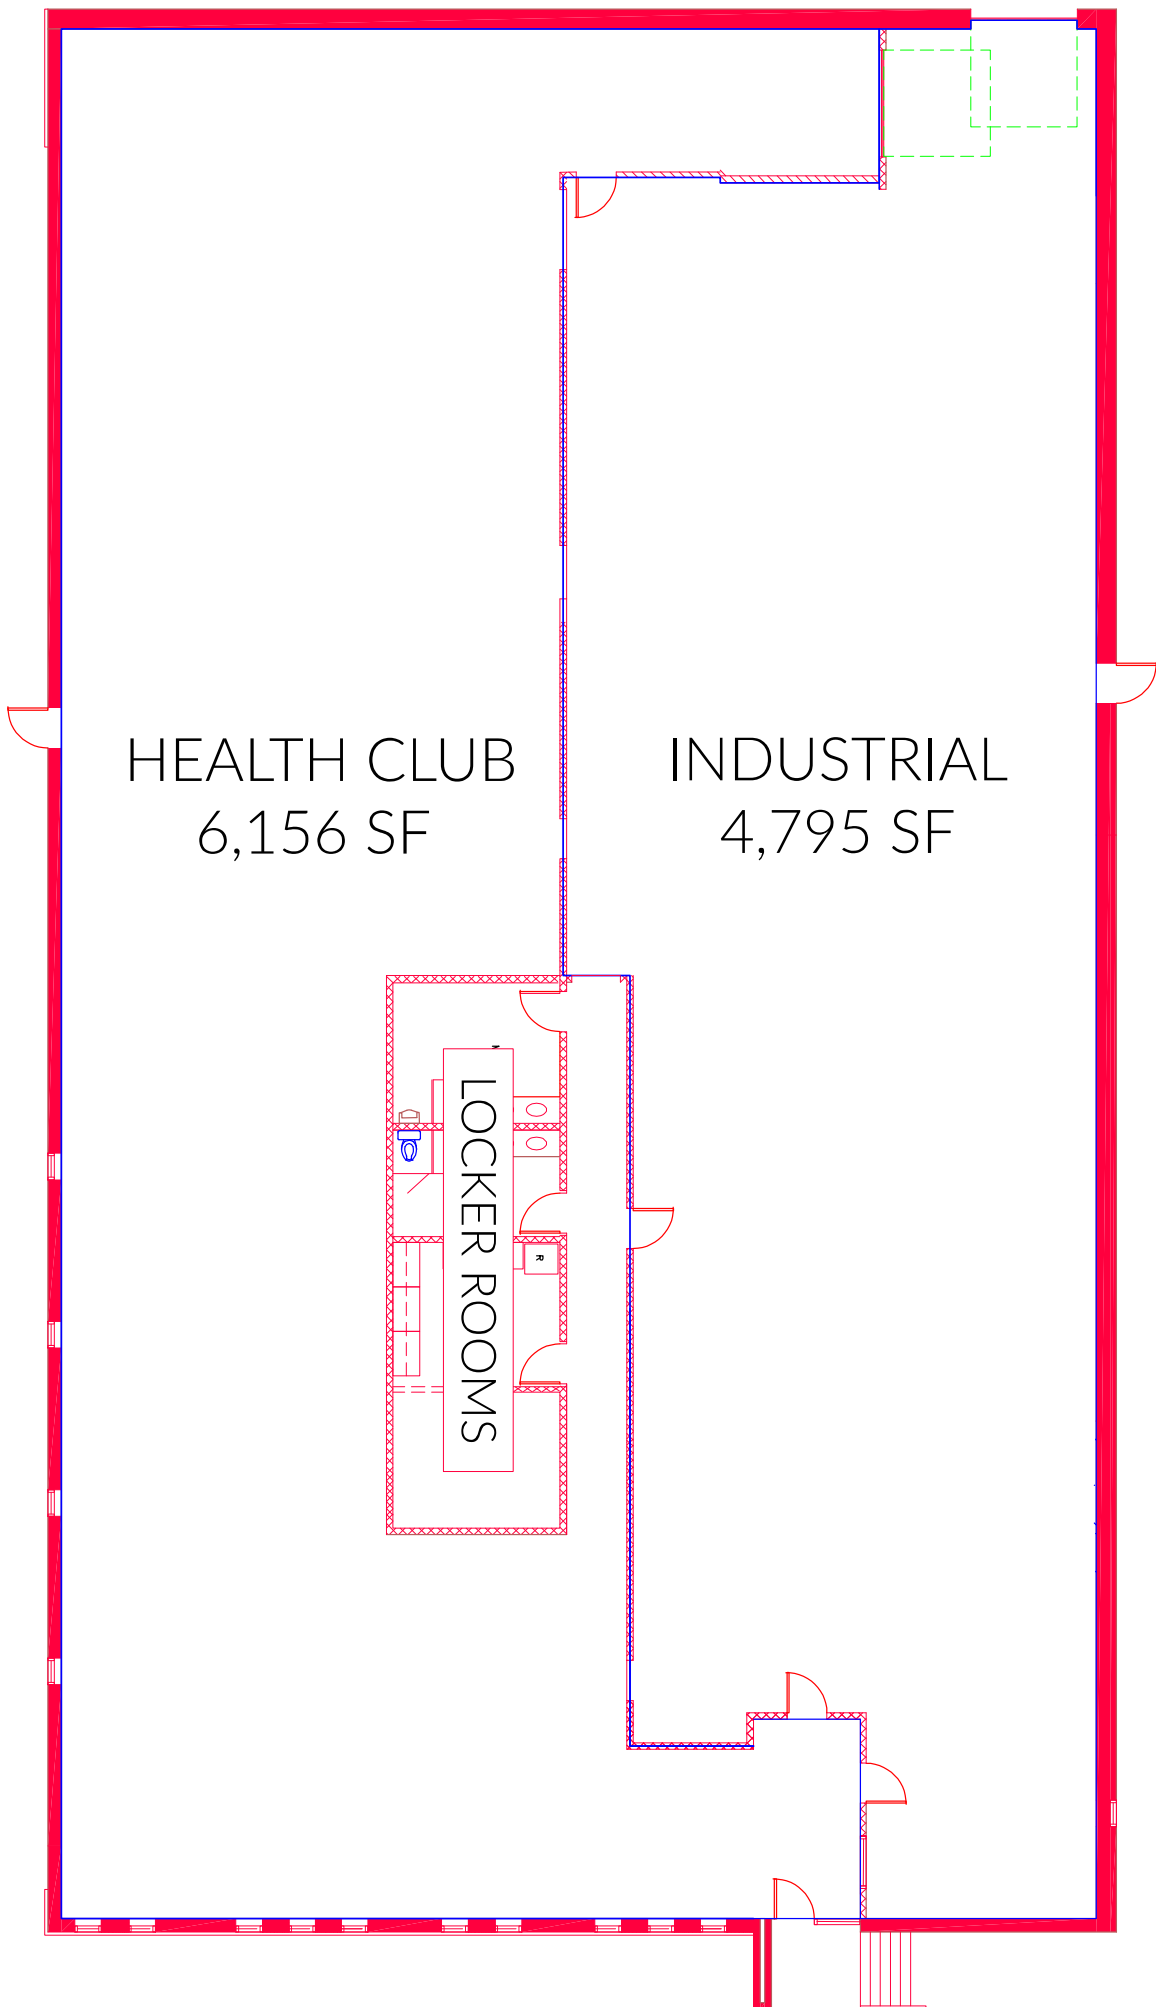 HEALTH CLUB
6,156 SF
INDUSTRIAL
4,795 SF
LOCKER ROOMS
R